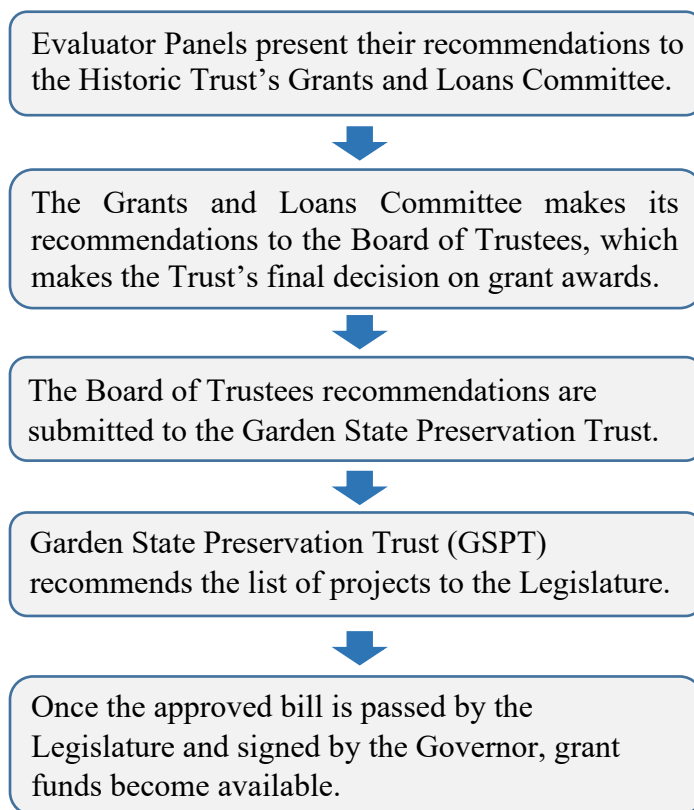 Evaluator Panels present their recommendations to
the Historic Trust’s Grants and Loans Committee.
The Grants and Loans Committee makes its
recommendations to the Board of Trustees, which
makes the Trust’s final decision on grant awards.
The Board of Trustees recommendations are
submitted to the Garden State Preservation Trust.
Garden State Preservation Trust (GSPT)
recommends the list of projects to the Legislature.
Once the approved bill is passed by the
Legislature and signed by the Governor, grant
funds become available.